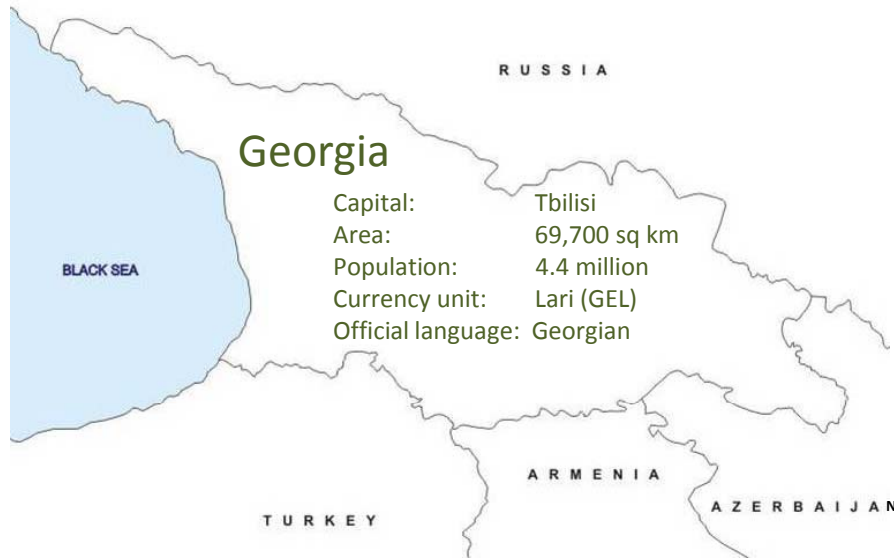 RUSSIA
Georgia
Capital: Tbilisi
Area: 69,700 sq km
BLACK SEA
Population: 4.4 million
Currency unit: Lari (GEL)
Official language: Georgian
ARMENIA
AZERBAIJAN
TURKEY